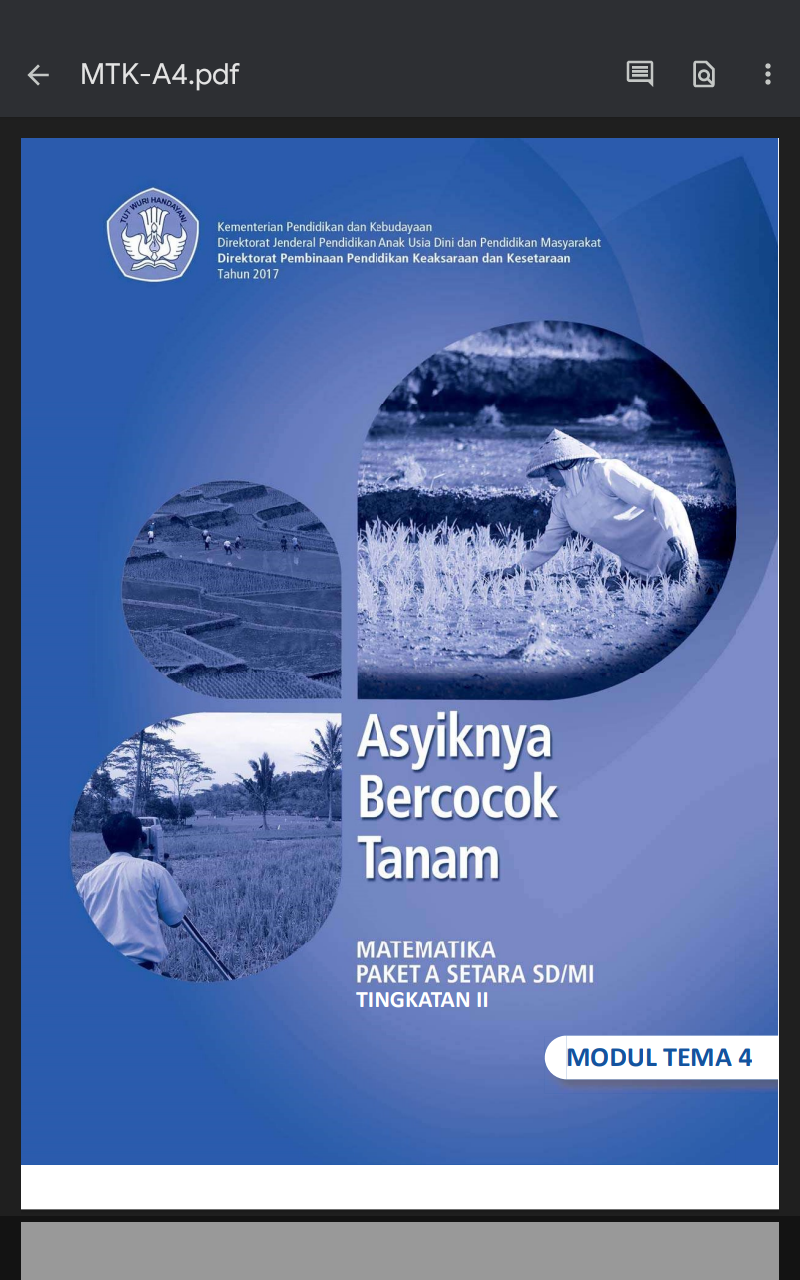 MTK-A4.pdf
TUT WURI HANDAYANI
Kementerian Pendidikan dan Kebudayaan
Direktorat Jenderal Pendidikan Anak Usia Dini dan Pendidikan Masyarakat
Direktorat Pembinaan Pendidikan Keaksaraan dan Kesetaraan
Tahun 2017
Asyiknya
Bercocok
Tanam
MATEMATIKA
PAKET A SETARA SD/MI
TINGKATAN II
MODUL TEMA 4